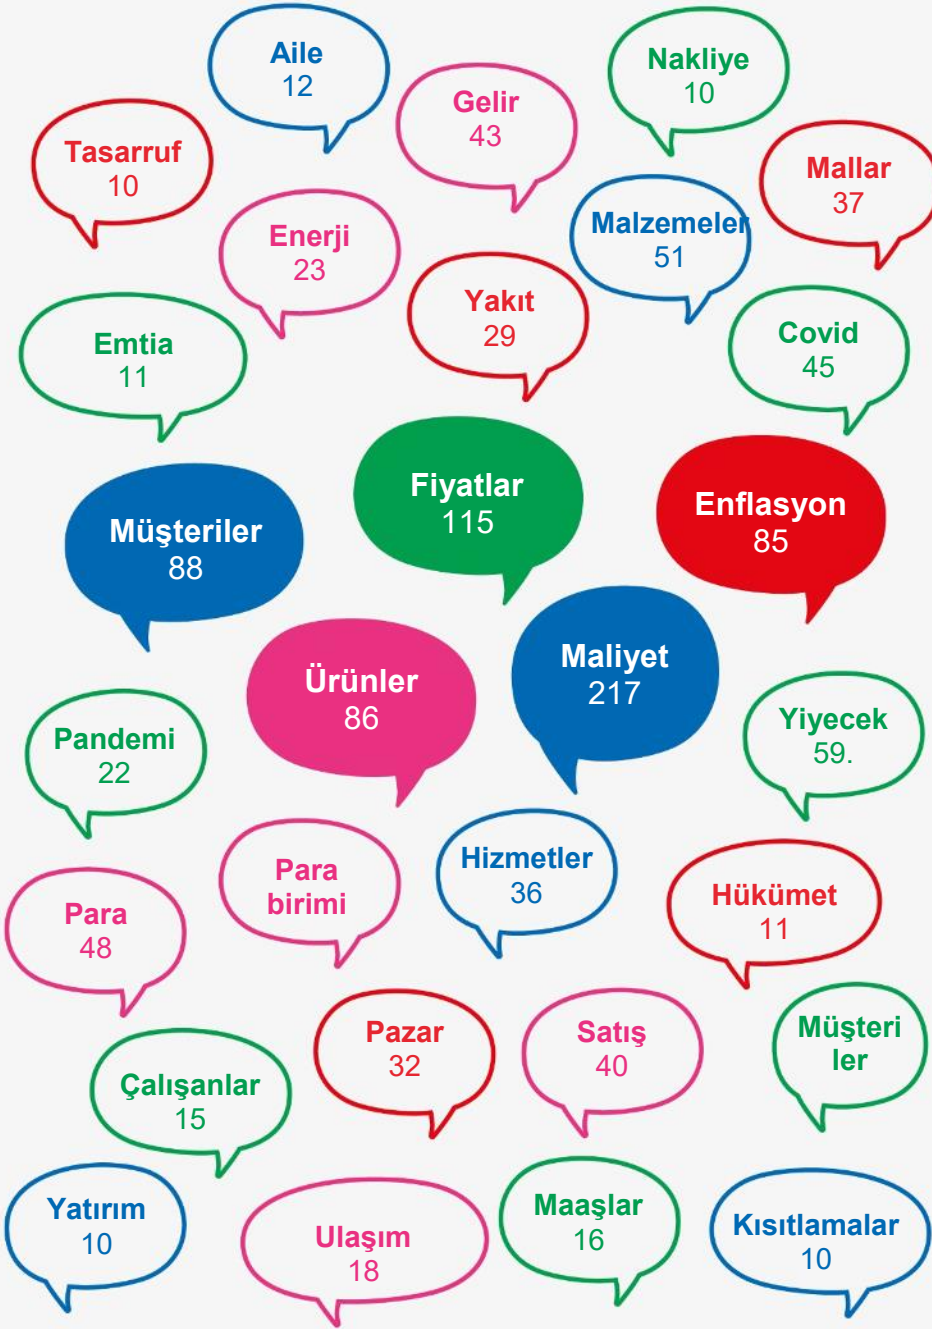 Aile
12
Nakliye
10
Gelir
43
Tasarruf
10
Mallar
37
Enerji
23
Malzemeler
51
Yakıt
29
Emtia
11
Covid
45
Fiyatlar
115
Enflasyon
85
Müşteriler
88
Ürünler
86
Maliyet
217
Pandemi
22
Yiyecek
59.
Para
birimi
Hizmetler
36
Para
48
Hükümet
11
Pazar
32
Satış
40
Müşteri
ler
Çalışanlar
15
Yatırım
10
Ulaşım
18
Maaşlar
16
Kısıtlamalar
10